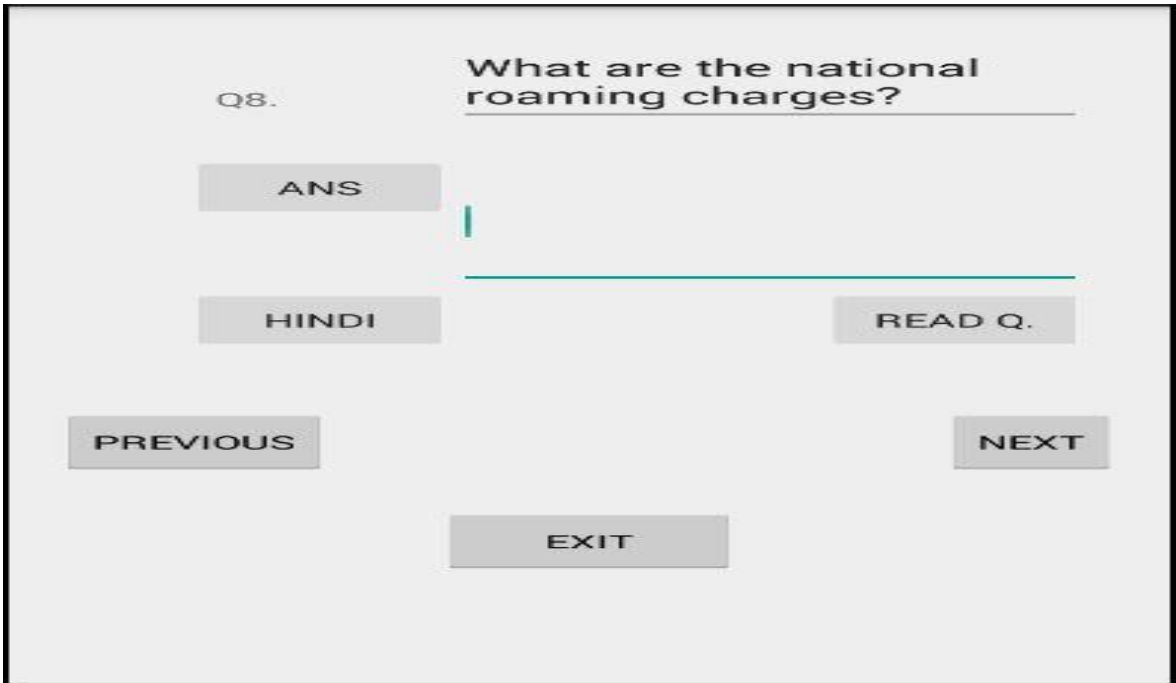 What are the national
Q8.
roaming charges?
ANS
HINDI
READ Q.
PREVIOUS
NEXT
EXIT